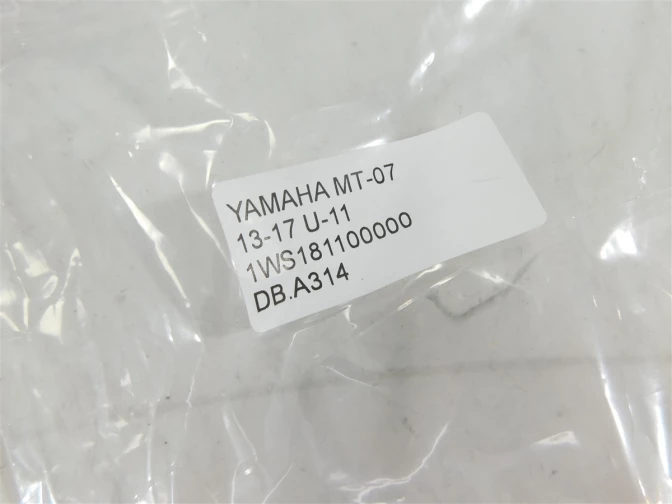 YAMAHA MT-07
13-17 U-11
1WS181100000
DB.A314